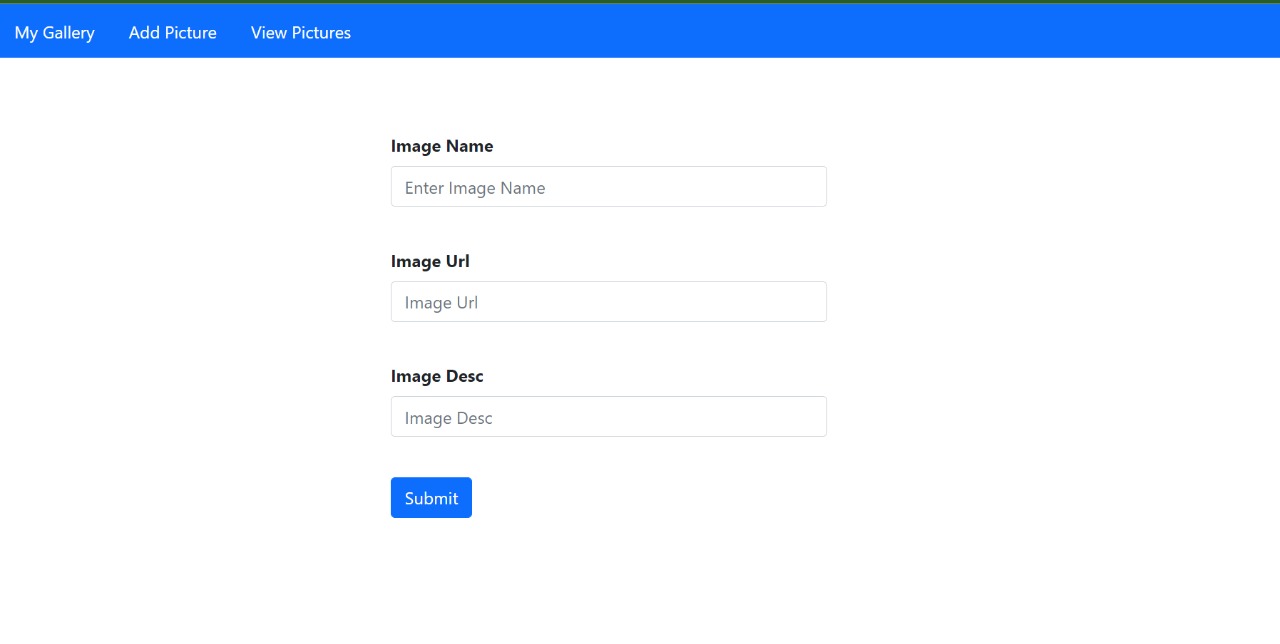 My Gallery Add Picture View Pictures
Image Name
Enter Image Name
Image Url
Image Url
Image Desc
Image Desc
Submit